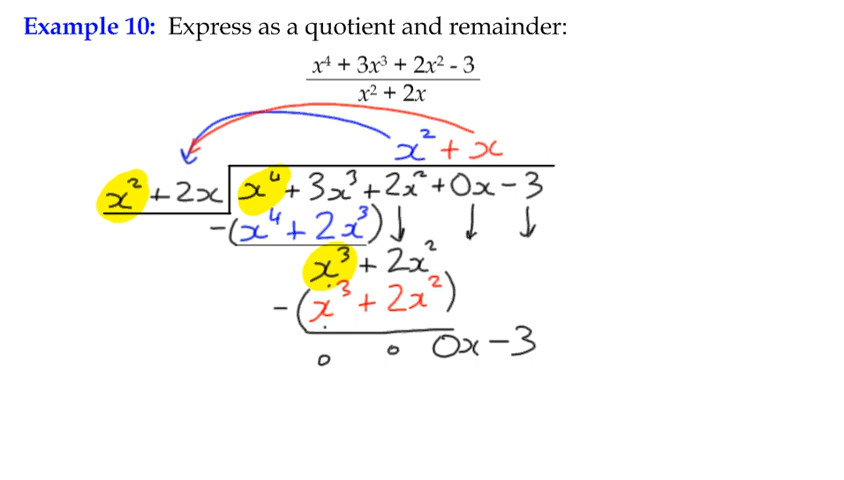 Example 10: Express as a quotient and remainder:
x⁴ + 3x³ + 2x² - 3
x² + 2x
x² + x
x² + 2x x⁴ + 3x³ + 2x² + 0x - 3
-(x⁴ + 2x³)
x³ + 2x²
-(x³ + 2x²)
0 0 0x - 3